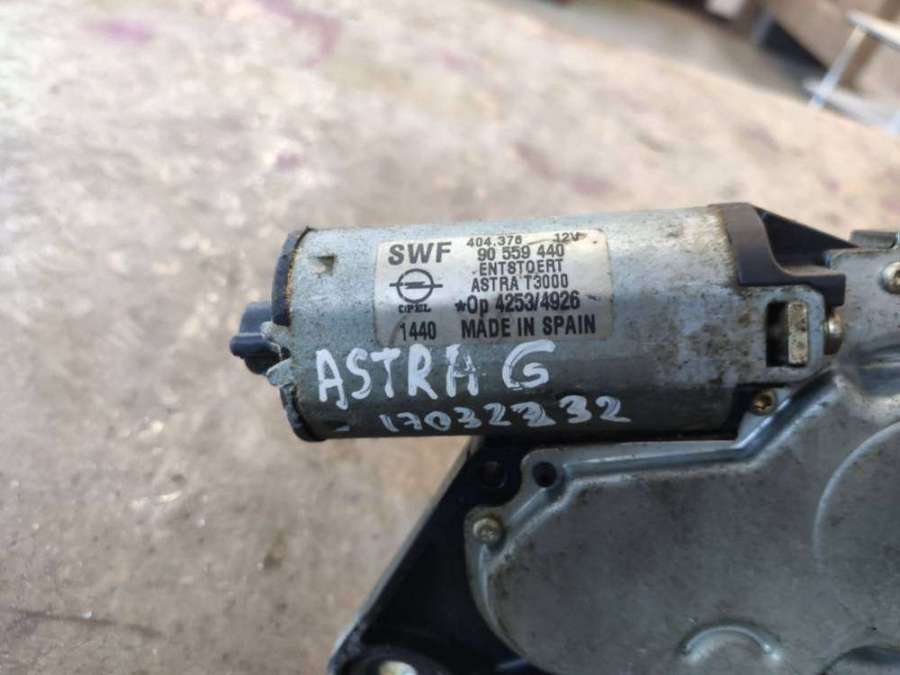 404.376 12V
SWF 90 559 440
ENTSTOERT
ASTRA T3000
OPEL *Op 4253/4926
1440 MADE IN SPAIN
ASTRA G
17032232